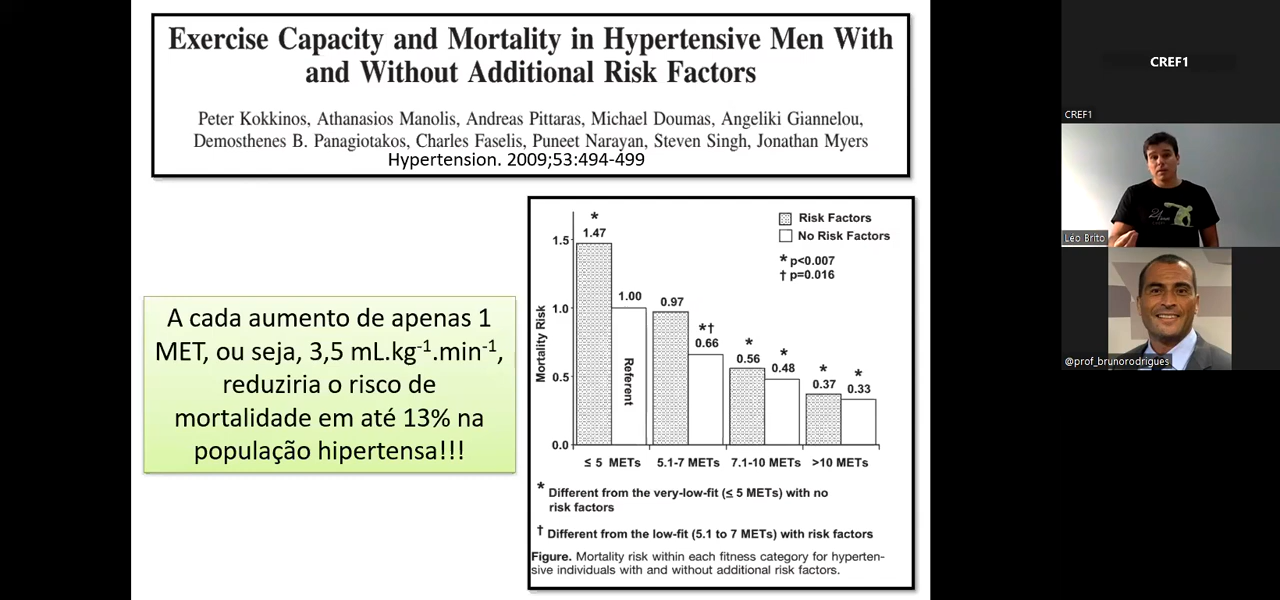 Exercise Capacity and Mortality in Hypertensive Men With
and Without Additional Risk Factors
Peter Kokkinos, Athanasios Manolis, Andreas Pittaras, Michael Doumas, Angeliki Giannelou,
Demosthenes B. Panagiotakos, Charles Faselis, Puneet Narayan, Steven Singh, Jonathan Myers
Hypertension. 2009;53:494-499
A cada aumento de apenas 1
MET, ou seja, 3,5 mL.kg⁻¹.min⁻¹,
reduziria o risco de
mortalidade em até 13% na
população hipertensa!!!
Mortality Risk
1.5
1.0
0.5
0.0
*
1.47
1.00
Referent
0.97
*†
0.66
*
0.56
*
0.48
*
0.37
*
0.33
Risk Factors
No Risk Factors
* p<0.007
† p=0.016
≤ 5 METs
5.1-7 METs
7.1-10 METs
>10 METs
* Different from the very-low-fit (≤ 5 METs) with no
risk factors
† Different from the low-fit (5.1 to 7 METs) with risk factors
Figure. Mortality risk within each fitness category for hyperten-
sive individuals with and without additional risk factors.
CREF1
CREF1
Léo Brito
@prof_brunorodrigues